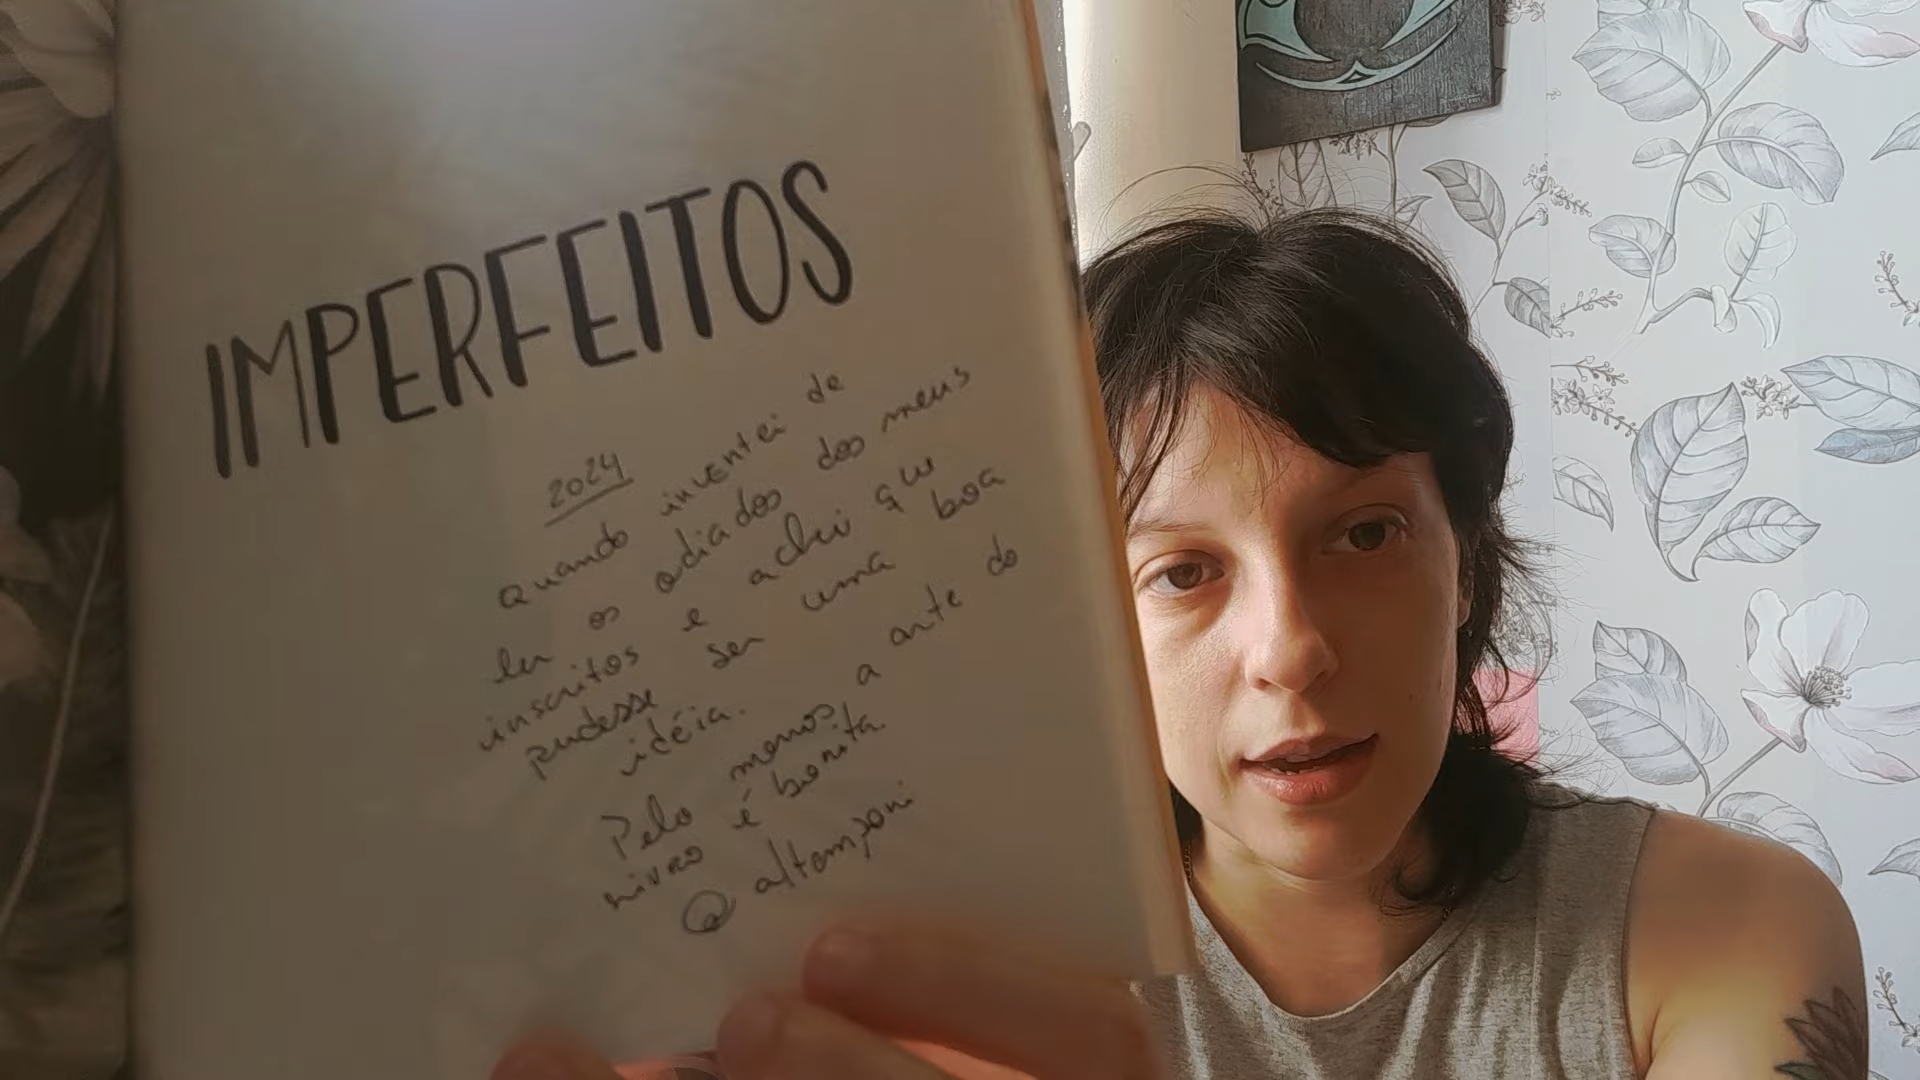 IMPERFEITOS
2024
quando inventei de
ler os odiados dos meus
inscritos e achei que
pudesse ser uma boa
idéia.
Pelo menos a arte do
livro é bonita.
@altamzani